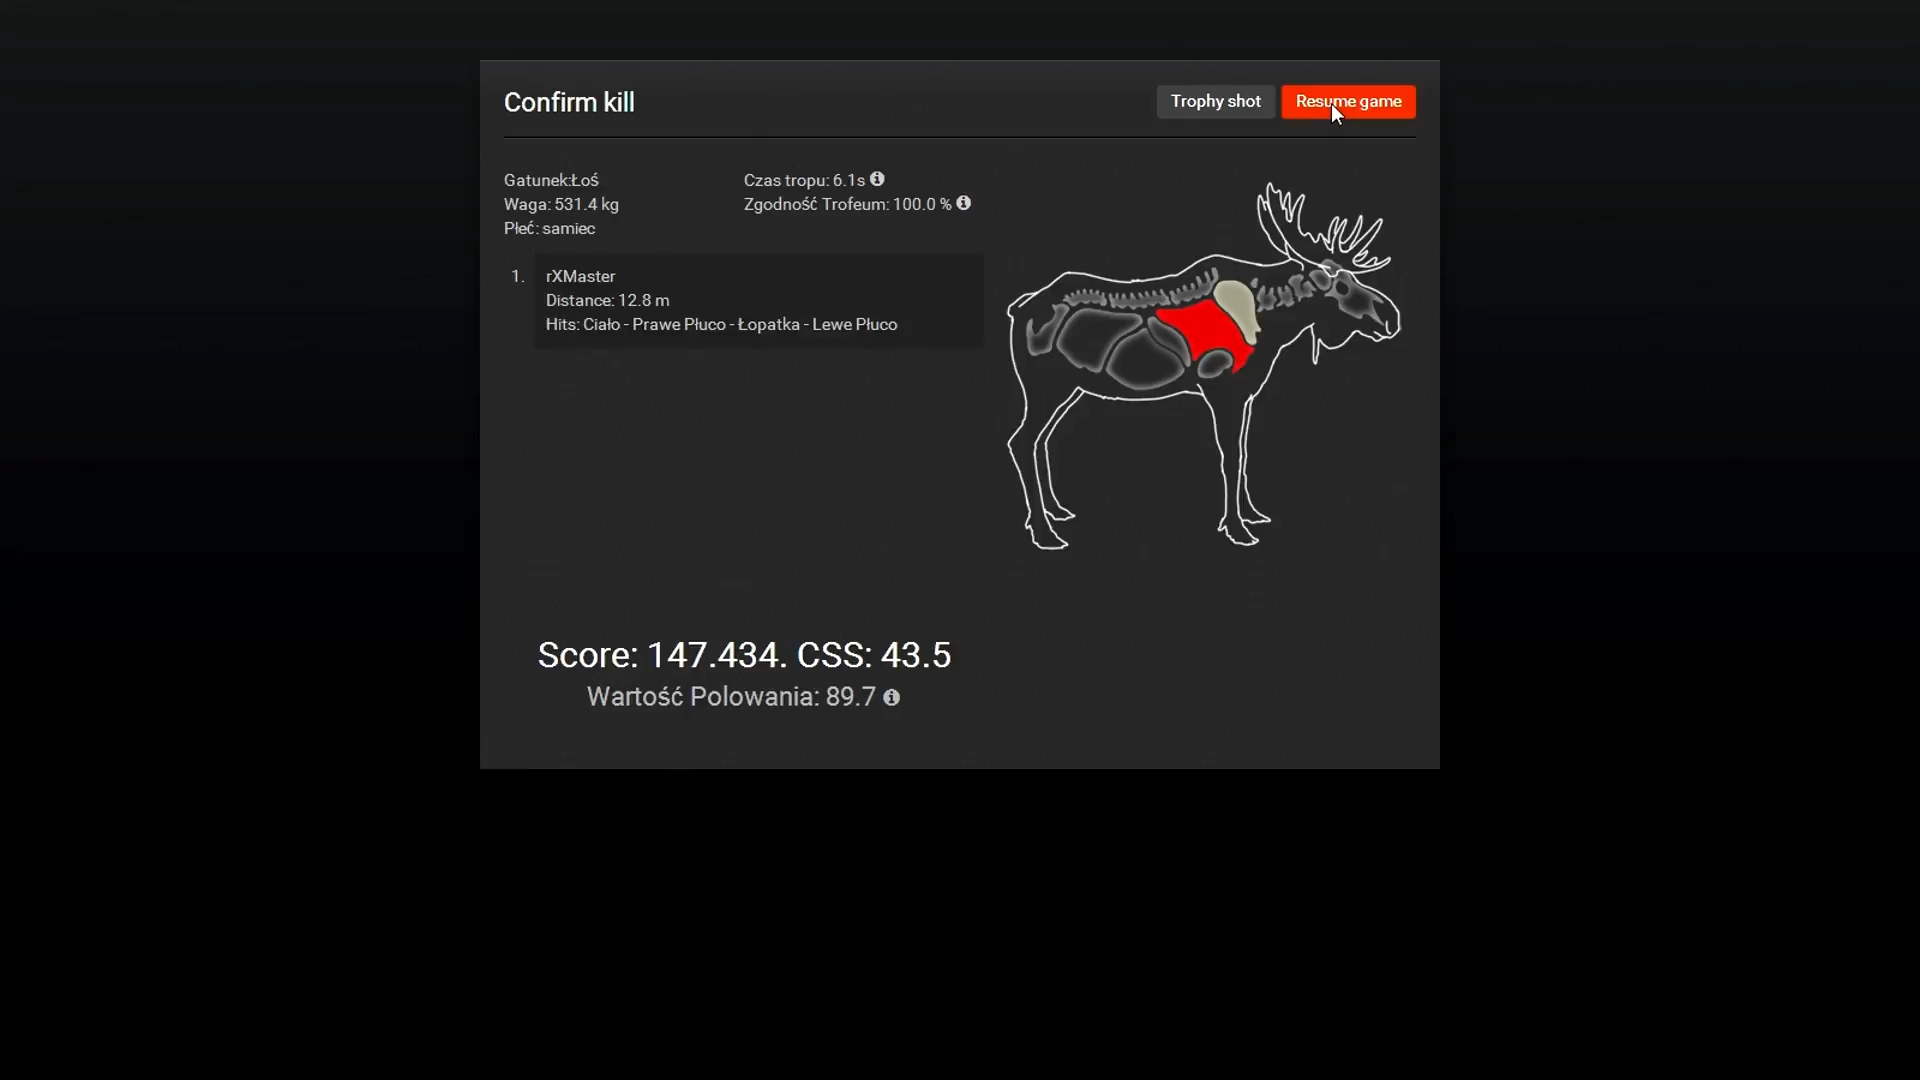 Confirm kill
Trophy shot
Resume game
Gatunek:Łoś
Waga: 531.4 kg
Płeć: samiec
Czas tropu: 6.1s
Zgodność Trofeum: 100.0 %
1.
rXMaster
Distance: 12.8 m
Hits: Ciało - Prawe Płuco - Łopatka - Lewe Płuco
Score: 147.434. CSS: 43.5
Wartość Polowania: 89.7